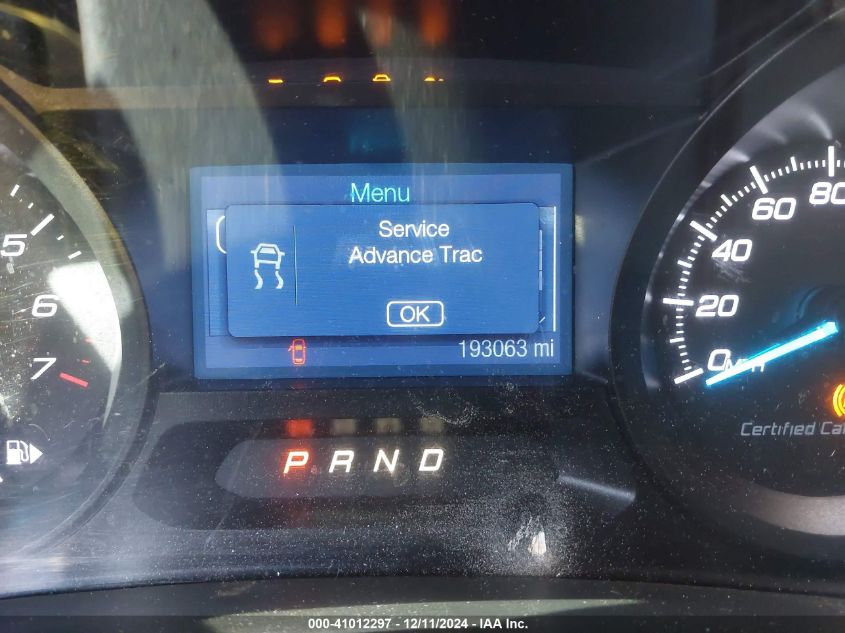 Menu
Service
Advance Trac
OK
193063 mi
5
6
7
80
60
40
20
0
P R N D
Certified Ca
000-41012297 - 12/11/2024 - IAA Inc.